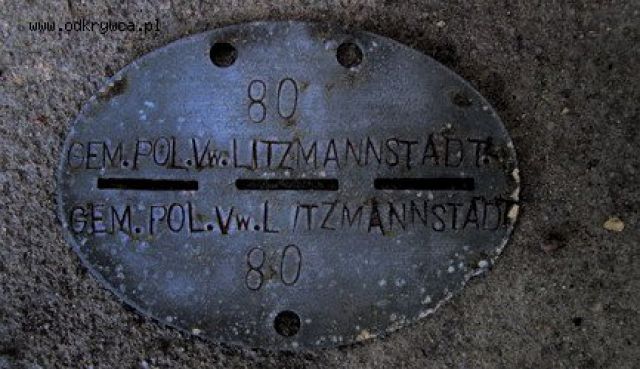 www.odkrywca.pl
80
GEM.POL.Vw.LITZMANNSTADT.
GEM.POL.Vw.LITZMANNSTADT
80